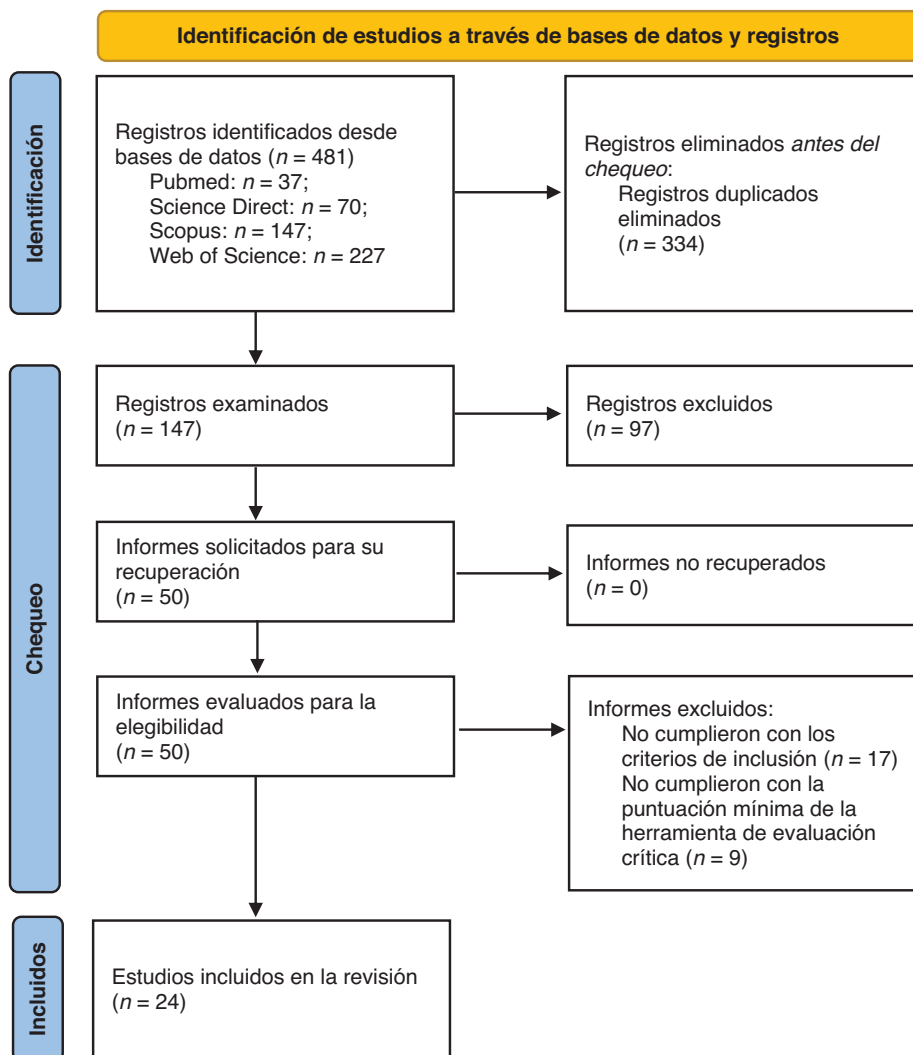 Identificación de estudios a través de bases de datos y registros
Identificación
Registros identificados desde
bases de datos (n = 481)
Pubmed: n = 37;
Science Direct: n = 70;
Scopus: n = 147;
Web of Science: n = 227
Registros eliminados antes del
chequeo:
Registros duplicados
eliminados
(n = 334)
Chequeo
Registros examinados
(n = 147)
Registros excluidos
(n = 97)
Informes solicitados para su
recuperación
(n = 50)
Informes no recuperados
(n = 0)
Informes evaluados para la
elegibilidad
(n = 50)
Informes excluidos:
No cumplieron con los
criterios de inclusión (n = 17)
No cumplieron con la
puntuación mínima de la
herramienta de evaluación
crítica (n = 9)
Incluidos
Estudios incluidos en la revisión
(n = 24)